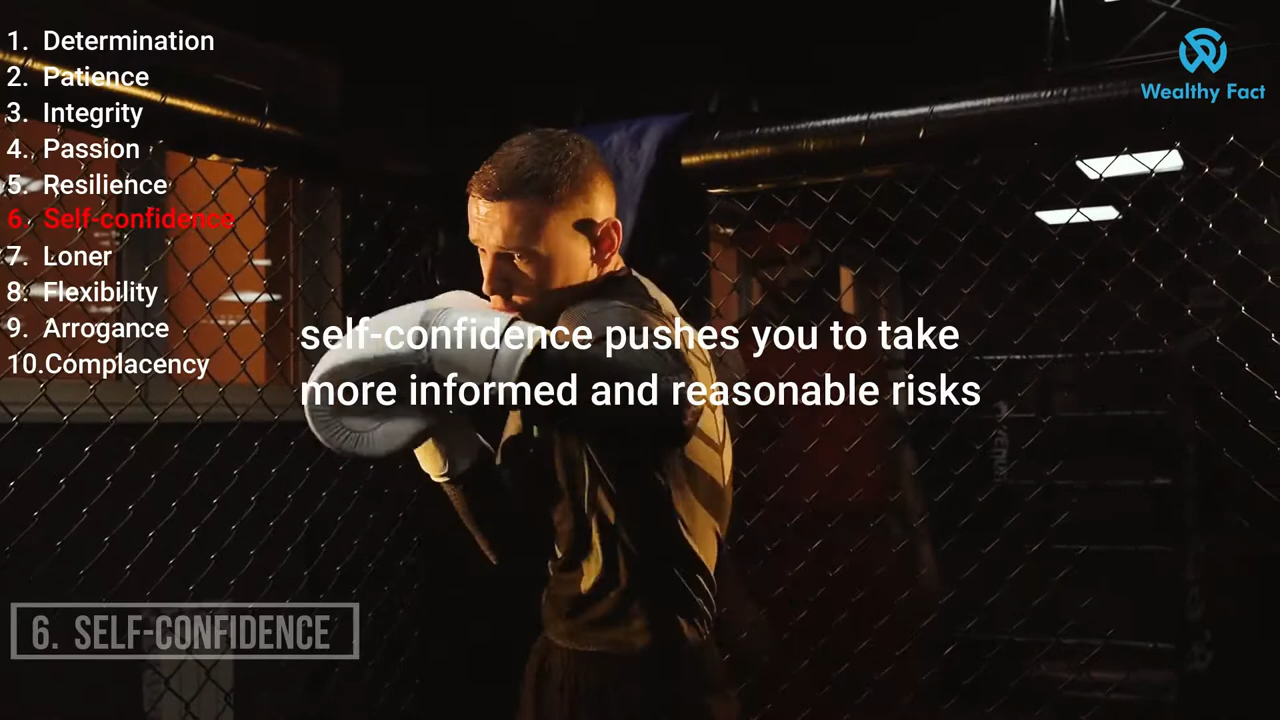 1. Determination
2. Patience
3. Integrity
4. Passion
5. Resilience
6. Self-confidence
7. Loner
8. Flexibility
9. Arrogance
10.Complacency
Wealthy Fact
self-confidence pushes you to take
more informed and reasonable risks
6. SELF-CONFIDENCE